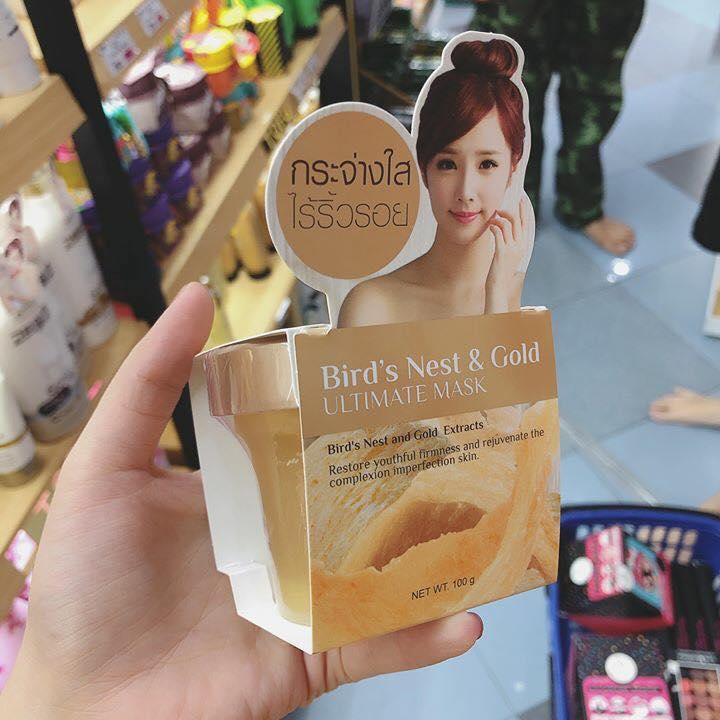 กระจ่างใส
ไร้ริ้วรอย
Bird's Nest & Gold
ULTIMATE MASK
Bird's Nest and Gold Extracts
Restore youthful firmness and rejuvenate the
complexion imperfection skin.
NET WT. 100 g